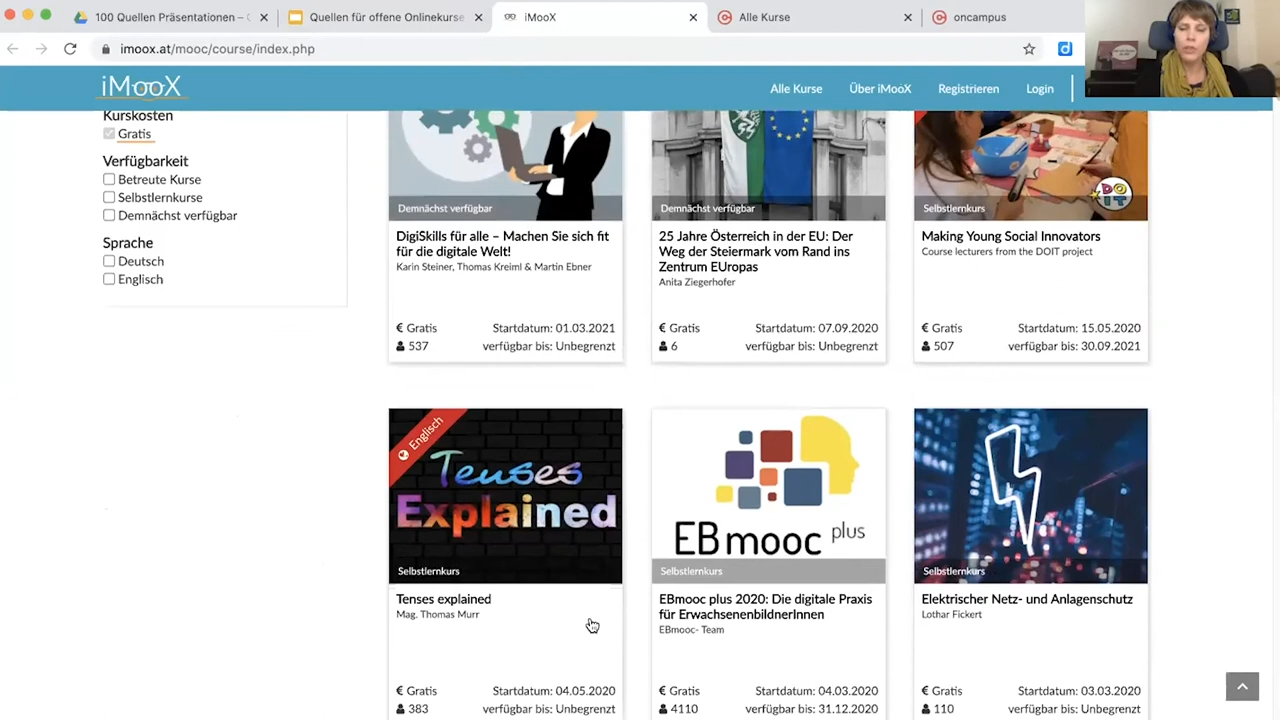 100 Quellen Präsentationen –
Quellen für offene Onlinekurse
iMooX
Alle Kurse
oncampus
imoox.at/mooc/course/index.php
iMooX
Alle Kurse
Über iMooX
Registrieren
Login
Kurskosten
Gratis
Verfügbarkeit
Betreute Kurse
Selbstlernkurse
Demnächst verfügbar
Sprache
Deutsch
Englisch
Demnächst verfügbar
DigiSkills für alle – Machen Sie sich fit
für die digitale Welt!
Karin Steiner, Thomas Kreiml & Martin Ebner
€ Gratis Startdatum: 01.03.2021
537 verfügbar bis: Unbegrenzt
Demnächst verfügbar
25 Jahre Österreich in der EU: Der
Weg der Steiermark vom Rand ins
Zentrum EUropas
Anita Ziegerhofer
€ Gratis Startdatum: 07.09.2020
6 verfügbar bis: Unbegrenzt
DO
IT
Selbstlernkurs
Making Young Social Innovators
Course lecturers from the DOIT project
€ Gratis Startdatum: 15.05.2020
507 verfügbar bis: 30.09.2021
Englisch
Tenses
Explained
Selbstlernkurs
Tenses explained
Mag. Thomas Murr
€ Gratis Startdatum: 04.05.2020
383 verfügbar bis: Unbegrenzt
EBmooc plus
Selbstlernkurs
EBmooc plus 2020: Die digitale Praxis
für ErwachsenenbildnerInnen
EBmooc- Team
€ Gratis Startdatum: 04.03.2020
4110 verfügbar bis: 31.12.2020
Selbstlernkurs
Elektrischer Netz- und Anlagenschutz
Lothar Fickert
€ Gratis Startdatum: 03.03.2020
110 verfügbar bis: Unbegrenzt